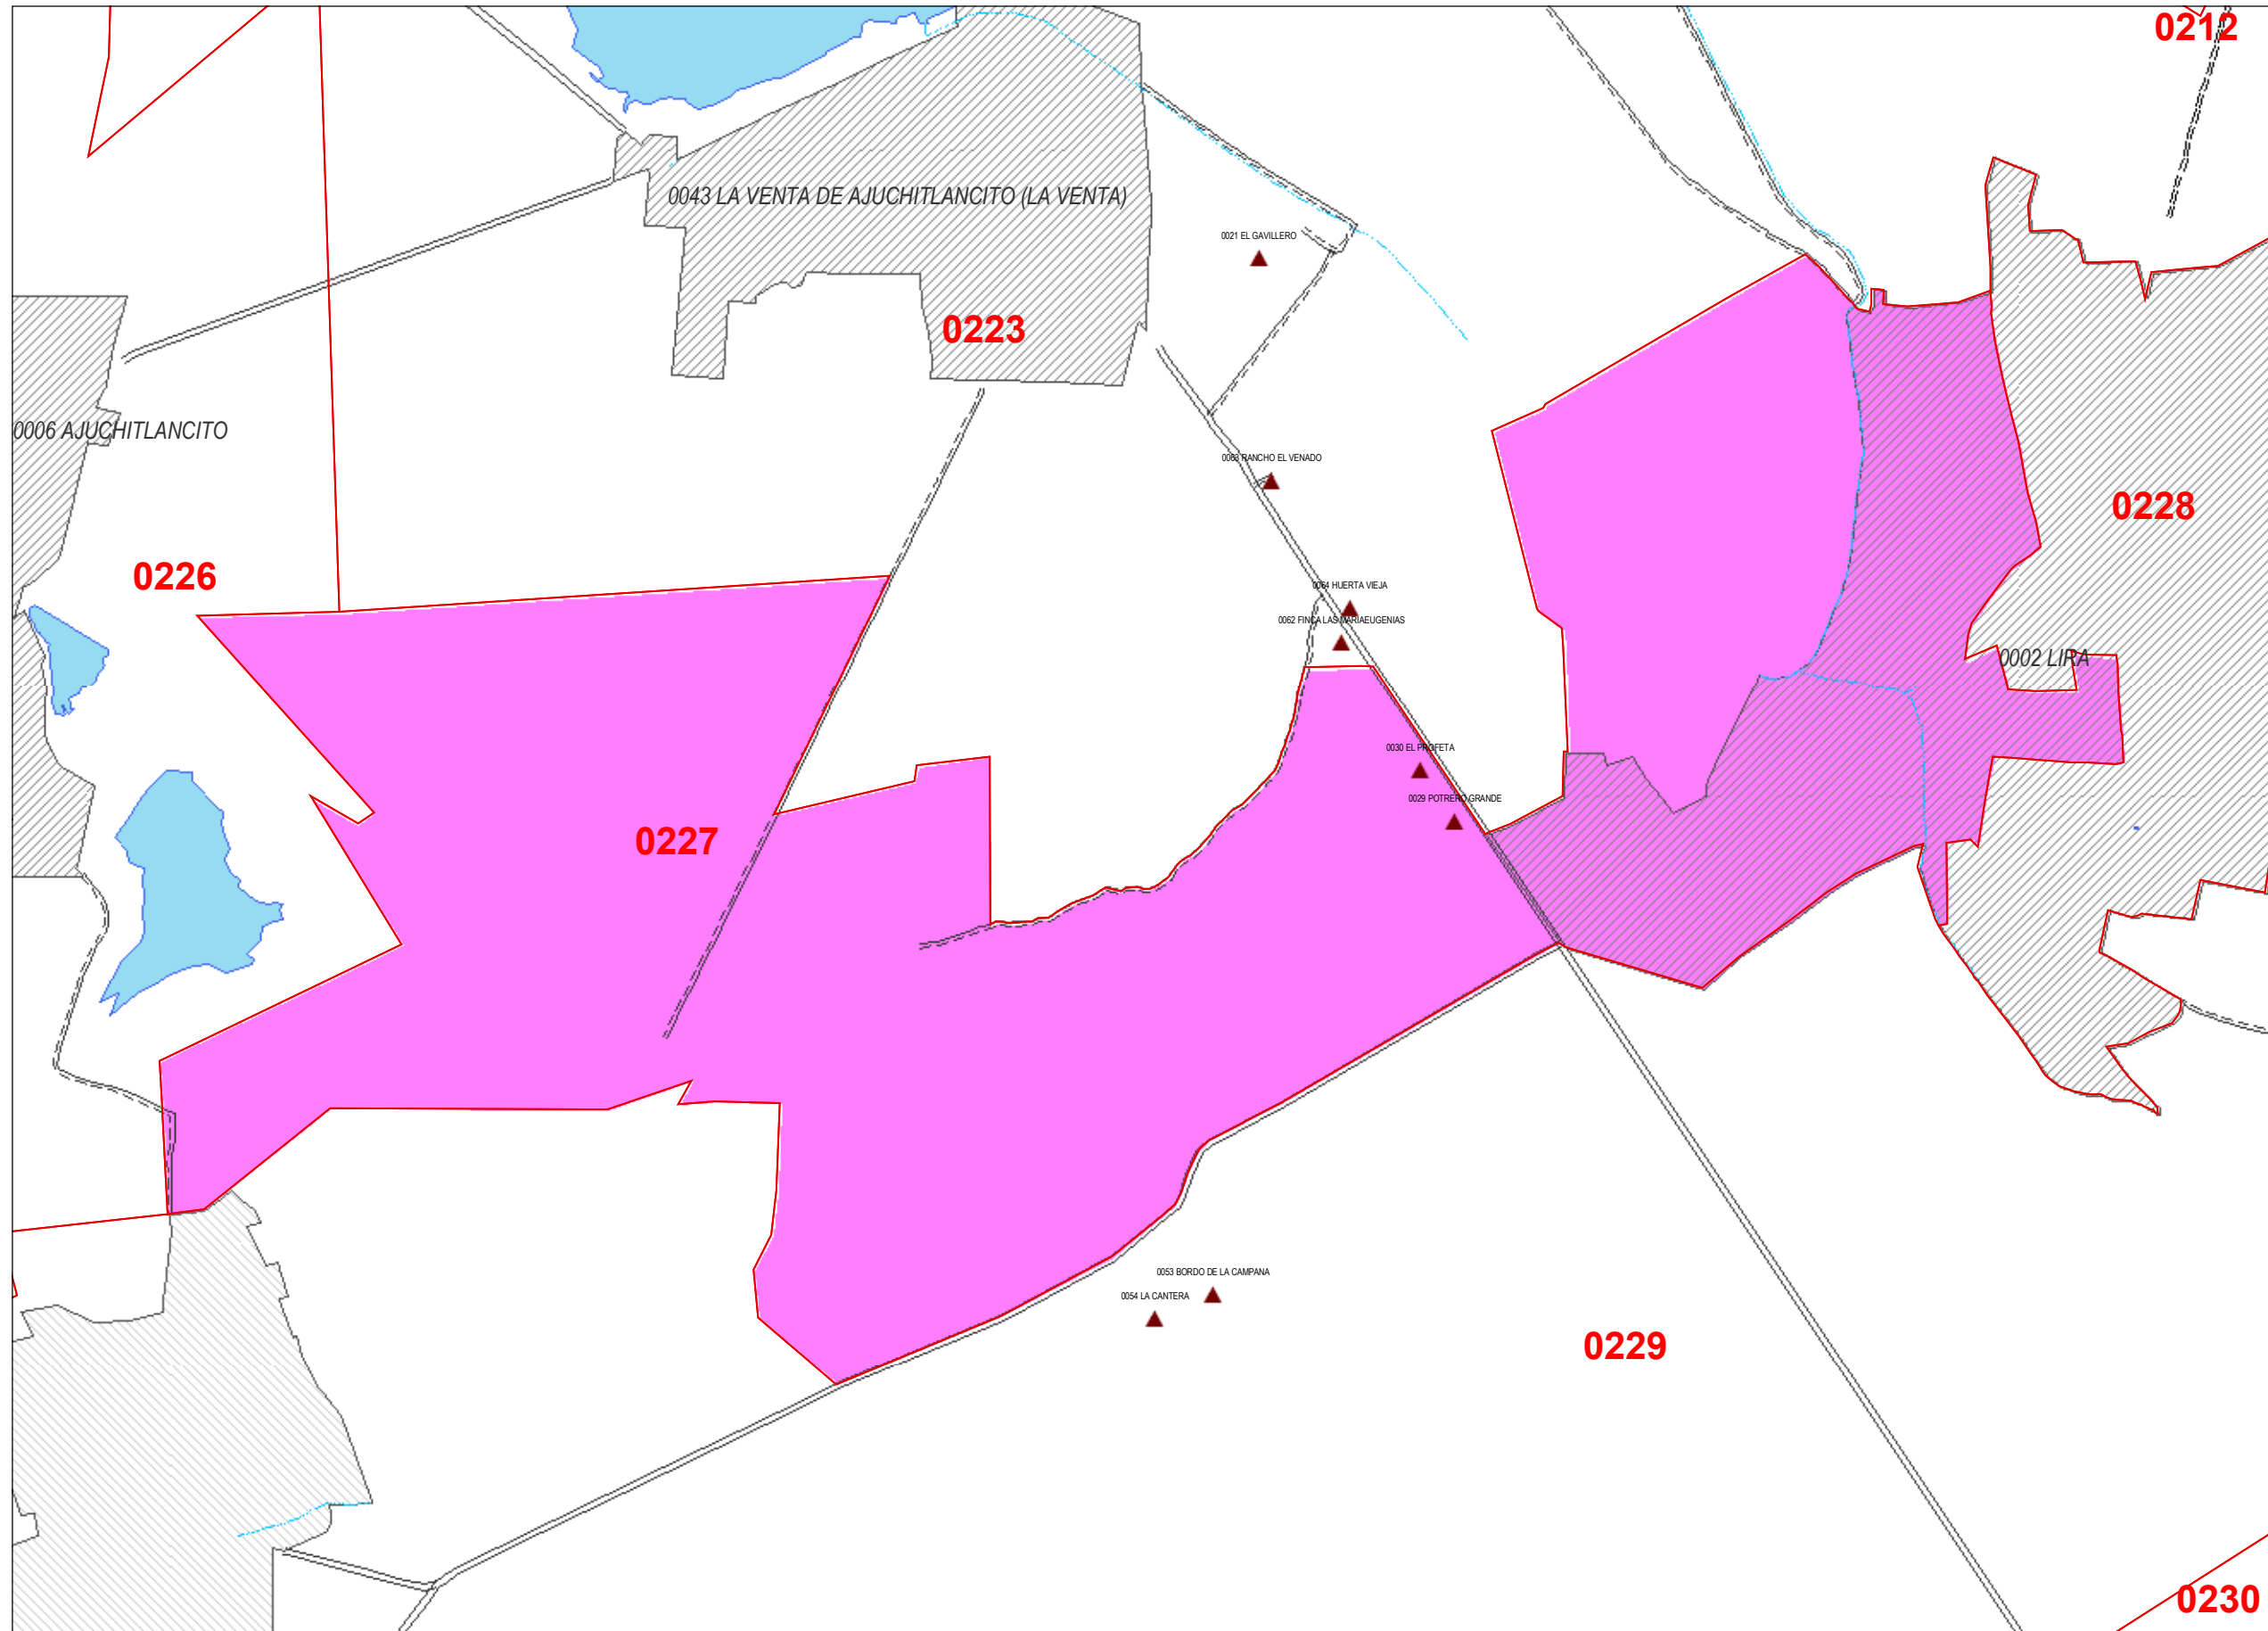 0212
0043 LA VENTA DE AJUCHITLANCITO (LA VENTA)
0021 EL GAVILLERO
0223
0006 AJUCHITLANCITO
0063 RANCHO EL VENADO
0228
0226
0064 HUERTA VIEJA
0062 FINCA LAS MARIAEUGENIAS
0002 LIRA
0030 EL PROFETA
0029 POTRERO GRANDE
0227
0053 BORDO DE LA CAMPANA
0054 LA CANTERA
0229
0230